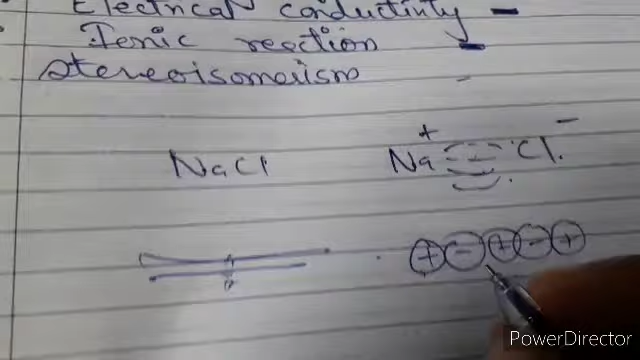 Electrical conductivity -
Ionic reaction -
stereoisomerism -
NaCl Na+ Cl-.
+ - + - +
PowerDirector